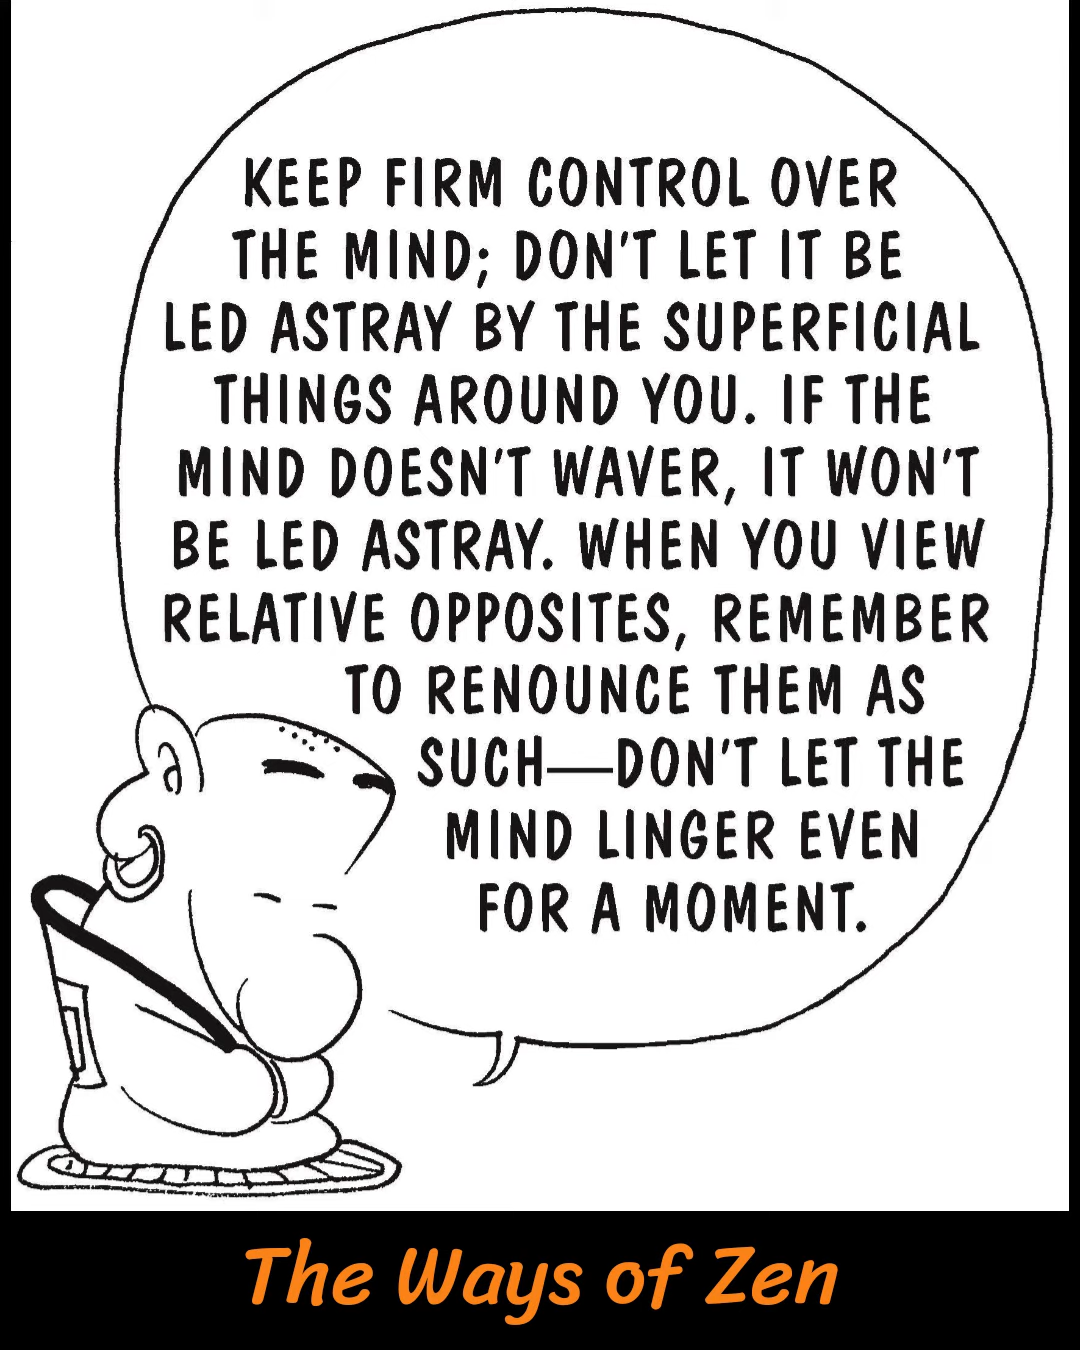 KEEP FIRM CONTROL OVER
THE MIND; DON'T LET IT BE
LED ASTRAY BY THE SUPERFICIAL
THINGS AROUND YOU. IF THE
MIND DOESN'T WAVER, IT WON'T
BE LED ASTRAY. WHEN YOU VIEW
RELATIVE OPPOSITES, REMEMBER
TO RENOUNCE THEM AS
SUCH—DON'T LET THE
MIND LINGER EVEN
FOR A MOMENT.
The Ways of Zen